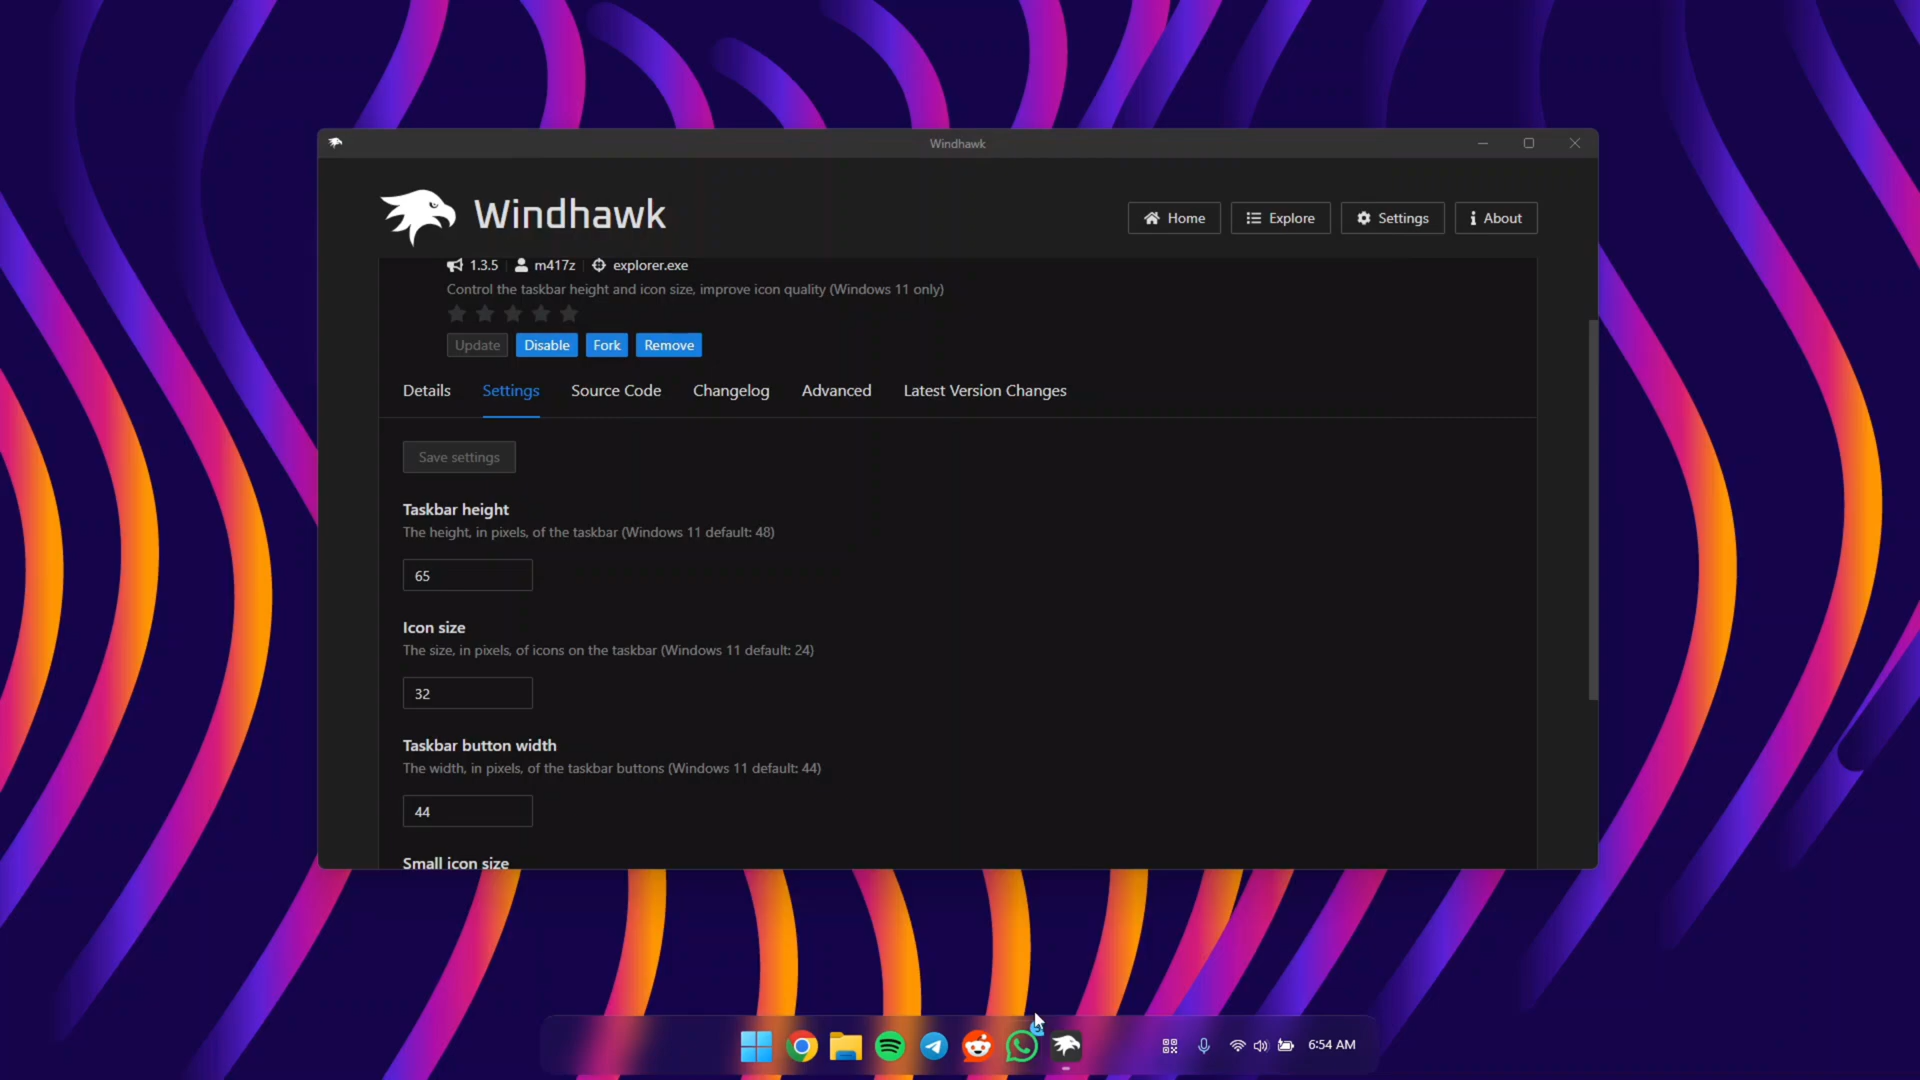 Windhawk
Windhawk
Home
Explore
Settings
About
1.3.5
m417z
explorer.exe
Control the taskbar height and icon size, improve icon quality (Windows 11 only)
Update
Disable
Fork
Remove
Details
Settings
Source Code
Changelog
Advanced
Latest Version Changes
Save settings
Taskbar height
The height, in pixels, of the taskbar (Windows 11 default: 48)
65
Icon size
The size, in pixels, of icons on the taskbar (Windows 11 default: 24)
32
Taskbar button width
The width, in pixels, of the taskbar buttons (Windows 11 default: 44)
44
Small icon size
6:54 AM